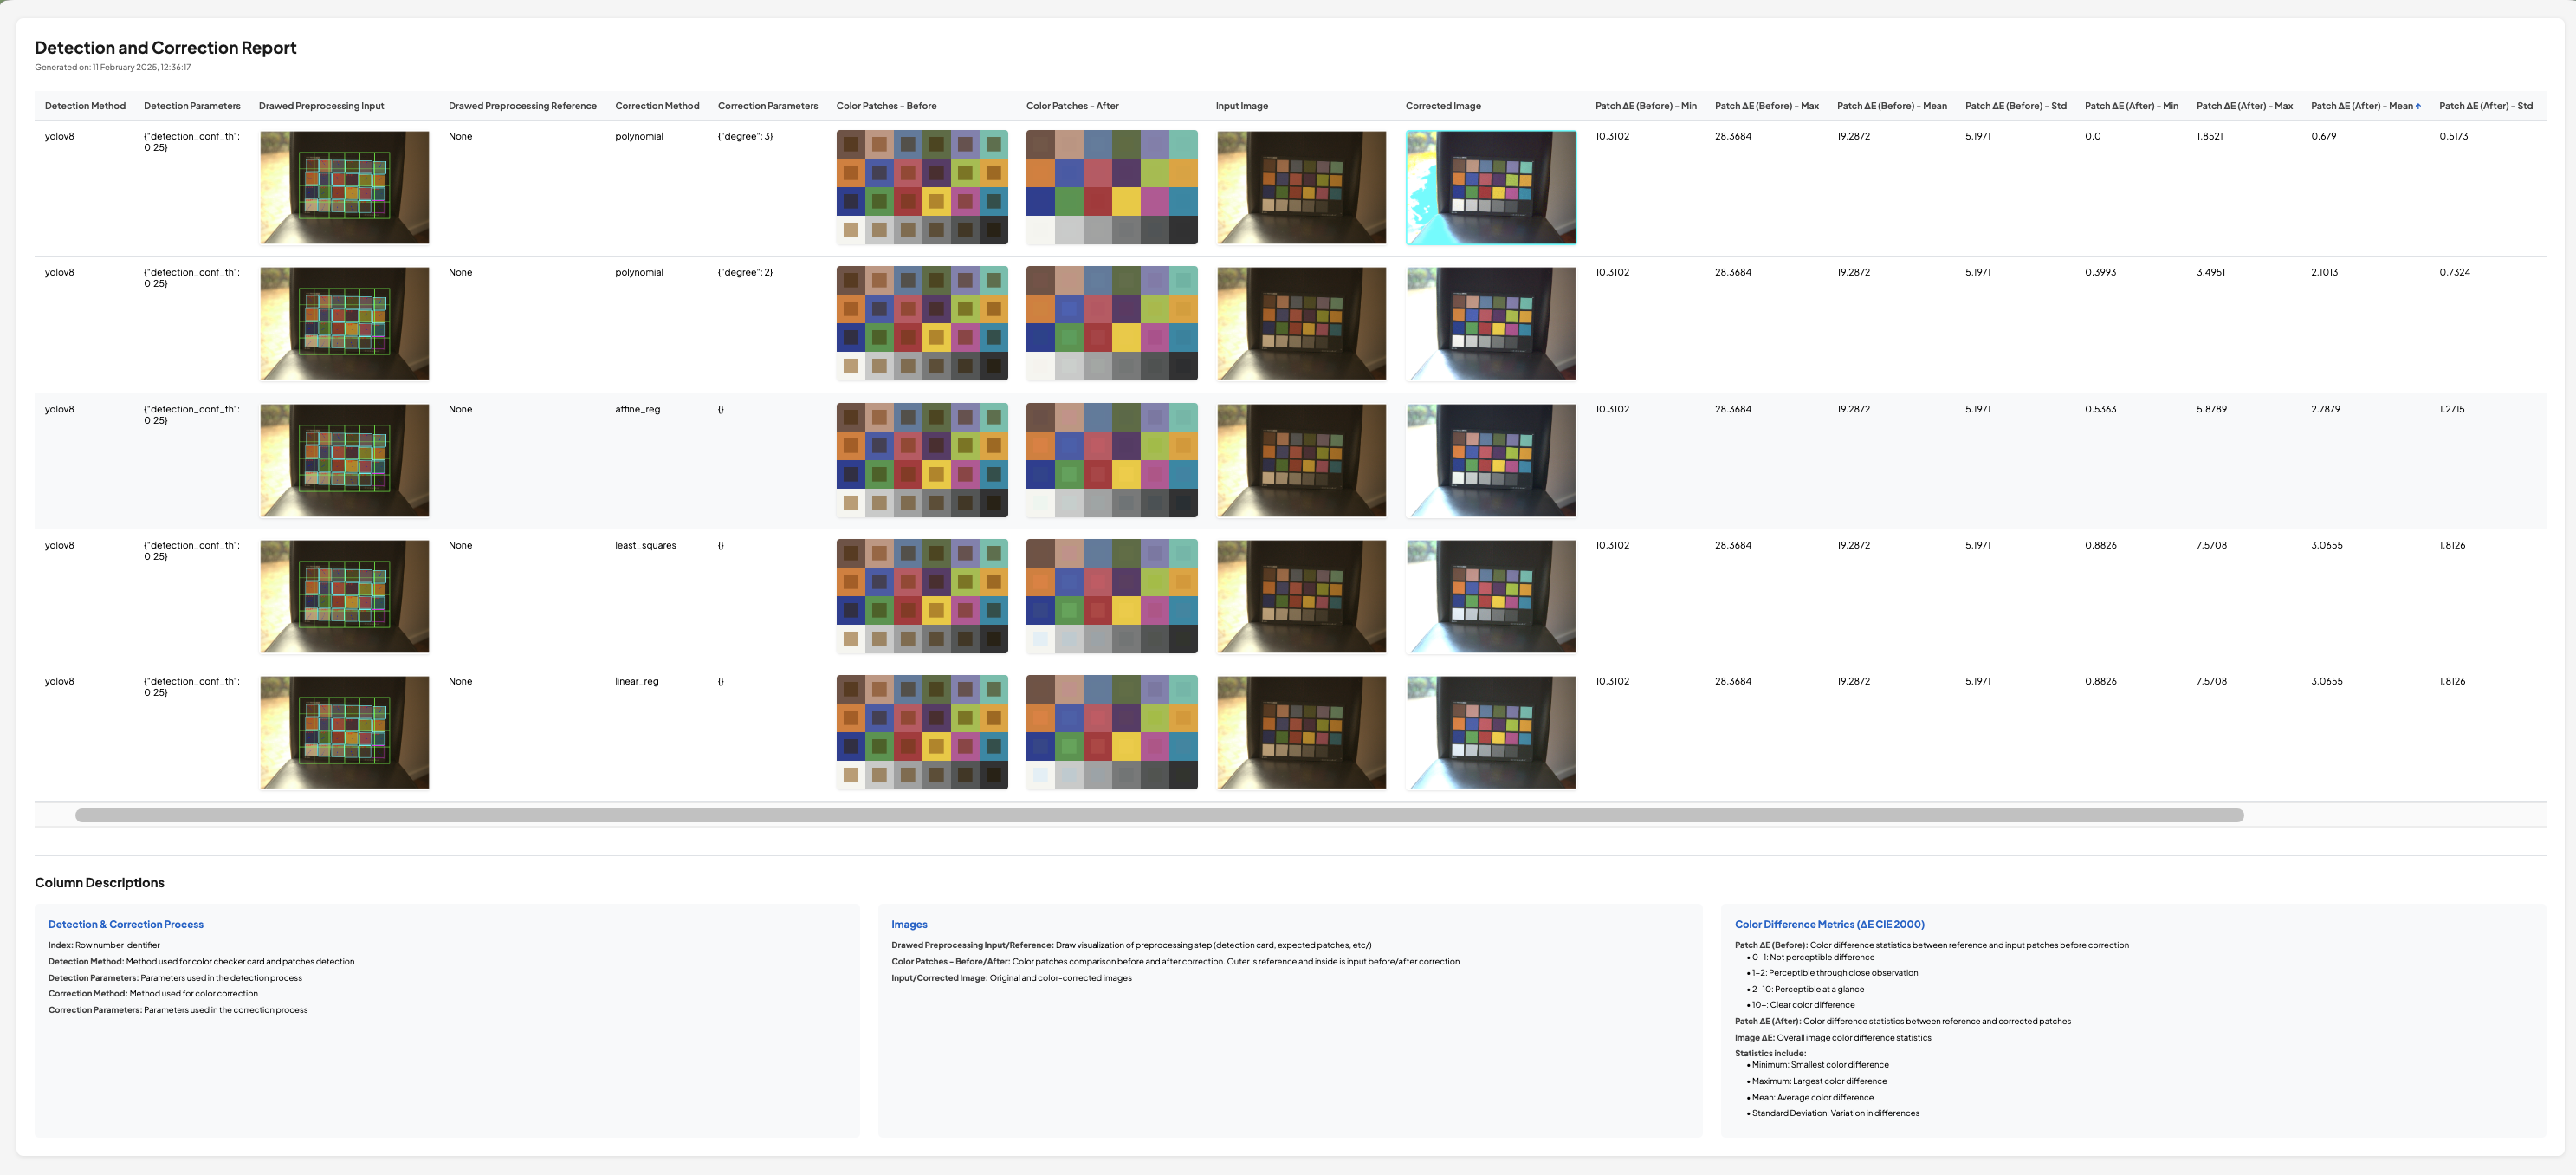 Detection and Correction Report
Generated on: 11 February 2025, 12:36:17
Detection Method Detection Parameters Drawed Preprocessing Input Drawed Preprocessing Reference Correction Method Correction Parameters Color Patches - Before Color Patches - After Input Image Corrected Image Patch ΔE (Before) - Min Patch ΔE (Before) - Max Patch ΔE (Before) - Mean Patch ΔE (Before) - Std Patch ΔE (After) - Min Patch ΔE (After) - Max Patch ΔE (After) - Mean ↑ Patch ΔE (After) - Std
yolov8 {"detection_conf_th": None polynomial {"degree": 3} 10.3102 28.3684 19.2872 5.1971 0.0 1.8521 0.679 0.5173
0.25}
yolov8 {"detection_conf_th": None polynomial {"degree": 2} 10.3102 28.3684 19.2872 5.1971 0.3993 3.4951 2.1013 0.7324
0.25}
yolov8 {"detection_conf_th": None affine_reg {} 10.3102 28.3684 19.2872 5.1971 0.5363 5.8789 2.7879 1.2715
0.25}
yolov8 {"detection_conf_th": None least_squares {} 10.3102 28.3684 19.2872 5.1971 0.8826 7.5708 3.0655 1.8126
0.25}
yolov8 {"detection_conf_th": None linear_reg {} 10.3102 28.3684 19.2872 5.1971 0.8826 7.5708 3.0655 1.8126
0.25}
Column Descriptions
Detection & Correction Process
Index: Row number identifier
Detection Method: Method used for color checker card and patches detection
Detection Parameters: Parameters used in the detection process
Correction Method: Method used for color correction
Correction Parameters: Parameters used in the correction process
Images
Drawed Preprocessing Input/Reference: Draw visualization of preprocessing step (detection card, expected patches, etc/)
Color Patches - Before/After: Color patches comparison before and after correction. Outer is reference and inside is input before/after correction
Input/Corrected Image: Original and color-corrected images
Color Difference Metrics (ΔE CIE 2000)
Patch ΔE (Before): Color difference statistics between reference and input patches before correction
• 0-1: Not perceptible difference
• 1-2: Perceptible through close observation
• 2-10: Perceptible at a glance
• 10+: Clear color difference
Patch ΔE (After): Color difference statistics between reference and corrected patches
Image ΔE: Overall image color difference statistics
Statistics include:
• Minimum: Smallest color difference
• Maximum: Largest color difference
• Mean: Average color difference
• Standard Deviation: Variation in differences